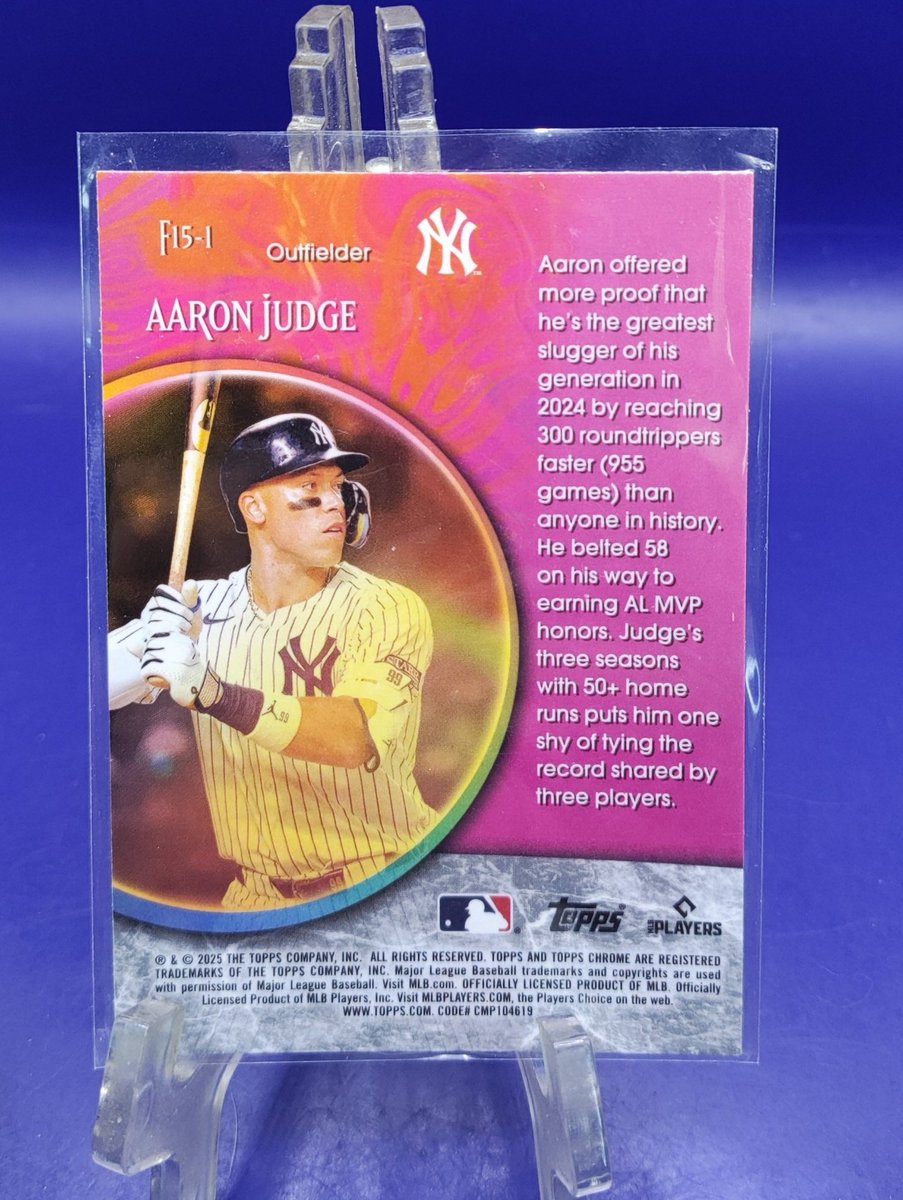 F15-1
Outfielder
NY
AARON JUDGE
Aaron offered
more proof that
he's the greatest
slugger of his
generation in
2024 by reaching
300 roundtrippers
faster (955
games) than
anyone in history.
He belted 58
on his way to
earning AL MVP
honors. Judge's
three seasons
with 50+ home
runs puts him one
shy of tying the
record shared by
three players.
NY
NY
99
99
topps®
MLB PLAYERS
® & © 2025 THE TOPPS COMPANY, INC. ALL RIGHTS RESERVED. TOPPS AND TOPPS CHROME ARE REGISTERED
TRADEMARKS OF THE TOPPS COMPANY, INC. Major League Baseball trademarks and copyrights are used
with permission of Major League Baseball. Visit MLB.com. OFFICIALLY LICENSED PRODUCT OF MLB. Officially
Licensed Product of MLB Players, Inc. Visit MLBPLAYERS.COM, the Players Choice on the web.
WWW.TOPPS.COM. CODE# CMP104619